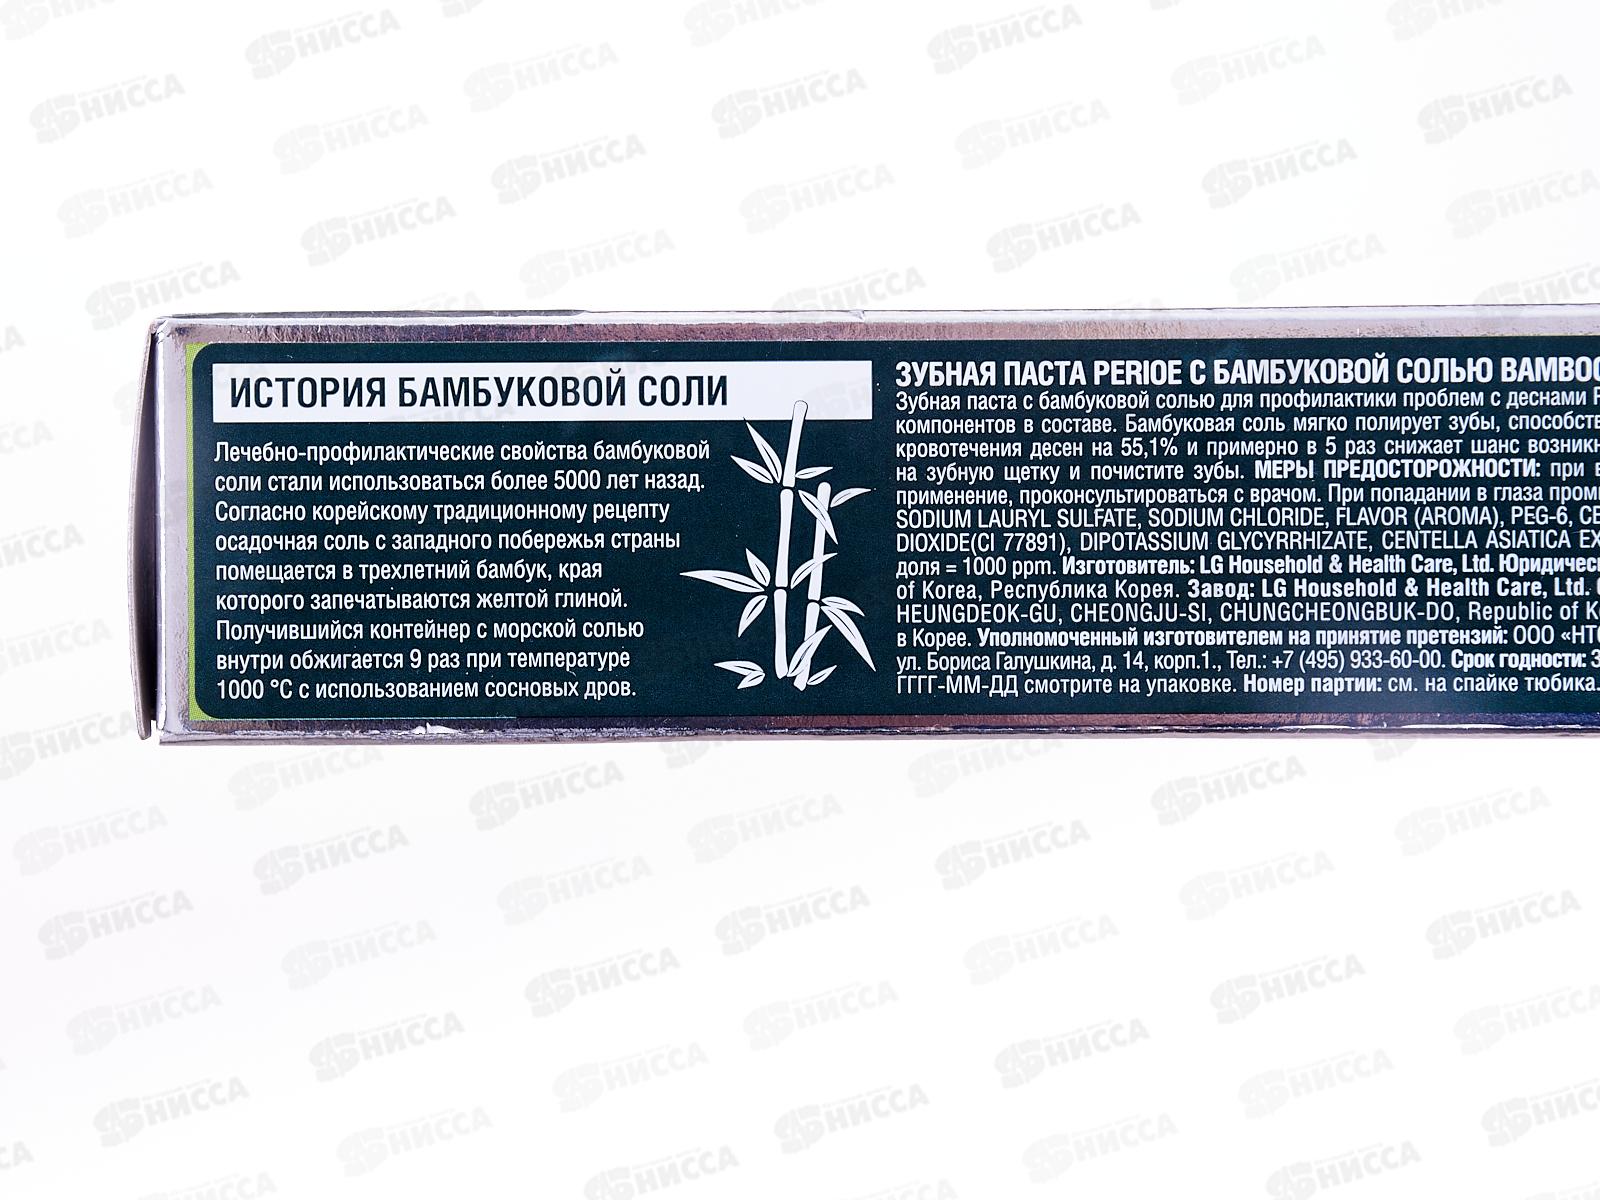 ИСТОРИЯ БАМБУКОВОЙ СОЛИ
Лечебно-профилактические свойства бамбуковой
соли стали использоваться более 5000 лет назад.
Согласно корейскому традиционному рецепту
осадочная соль с западного побережья страны
помещается в трехлетний бамбук, края
которого запечатываются желтой глиной.
Получившийся контейнер с морской солью
внутри обжигается 9 раз при температуре
1000 °С с использованием сосновых дров.
ЗУБНАЯ ПАСТА PERIOE С БАМБУКОВОЙ СОЛЬЮ
Зубная паста с бамбуковой солью для профилактики проблем с деснами
компонентов в составе. Бамбуковая соль мягко полирует зубы,
кровотечения десен на 55,1% и примерно в 5 раз снижает шанс
на зубную щетку и почистите зубы. МЕРЫ ПРЕДОСТОРОЖНОСТИ: при
применение, проконсультироваться с врачом. При попадании в глаза
SODIUM LAURYL SULFATE, SODIUM CHLORIDE, FLAVOR (AROMA), PEG-6,
DIOXIDE(CI 77891), DIPOTASSIUM GLYCYRRHIZATE, CENTELLA ASIATICA
доля = 1000 ppm. Изготовитель: LG Household & Health Care, Ltd.
of Korea, Республика Корея. Завод: LG Household & Health Care, Ltd.
HEUNGDEOK-GU, CHEONGJU-SI, CHUNGCHEONGBUK-DO, Republic of
в Корее. Уполномоченный изготовителем на принятие претензий: ООО
ул. Бориса Галушкина, д. 14, корп.1., Тел.: +7 (495) 933-60-00. Срок годности:
ГГГГ-ММ-ДД смотрите на упаковке. Номер партии: см. на спайке тюбика.
НИССА